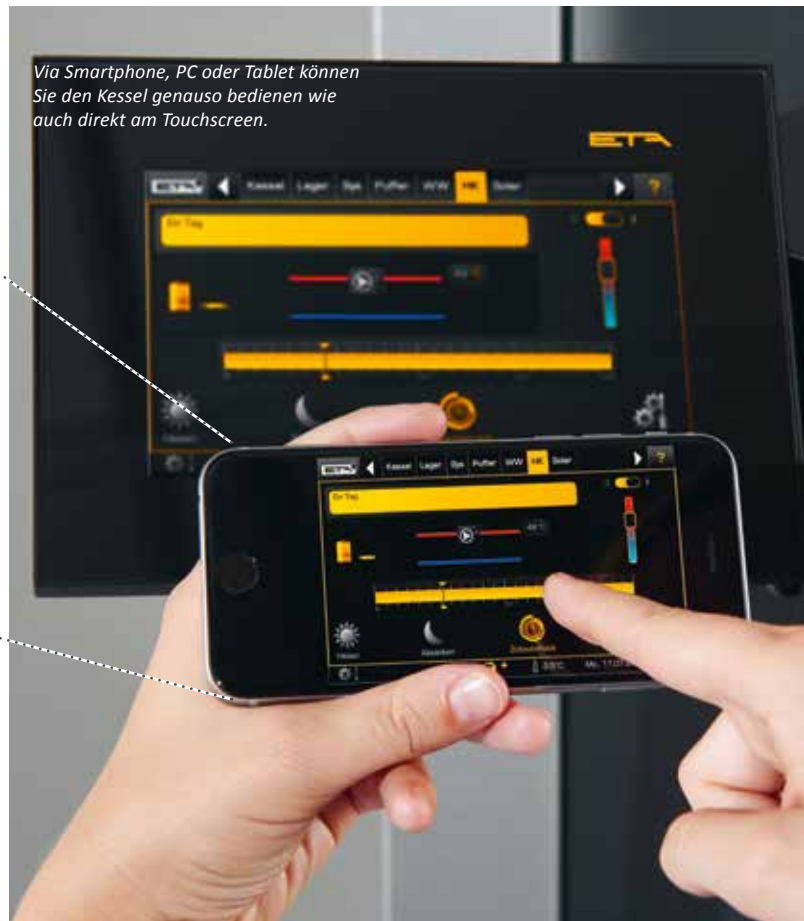 Via Smartphone, PC oder Tablet können
Sie den Kessel genauso bedienen wie
auch direkt am Touchscreen.
ETA
ETA Kessel Lager Sys Puffer WW HK Solar ?
Ein Tag
ETA Kessel Lager Sys Puffer WW HK Solar ?
Ein Tag
Heizen Absenken